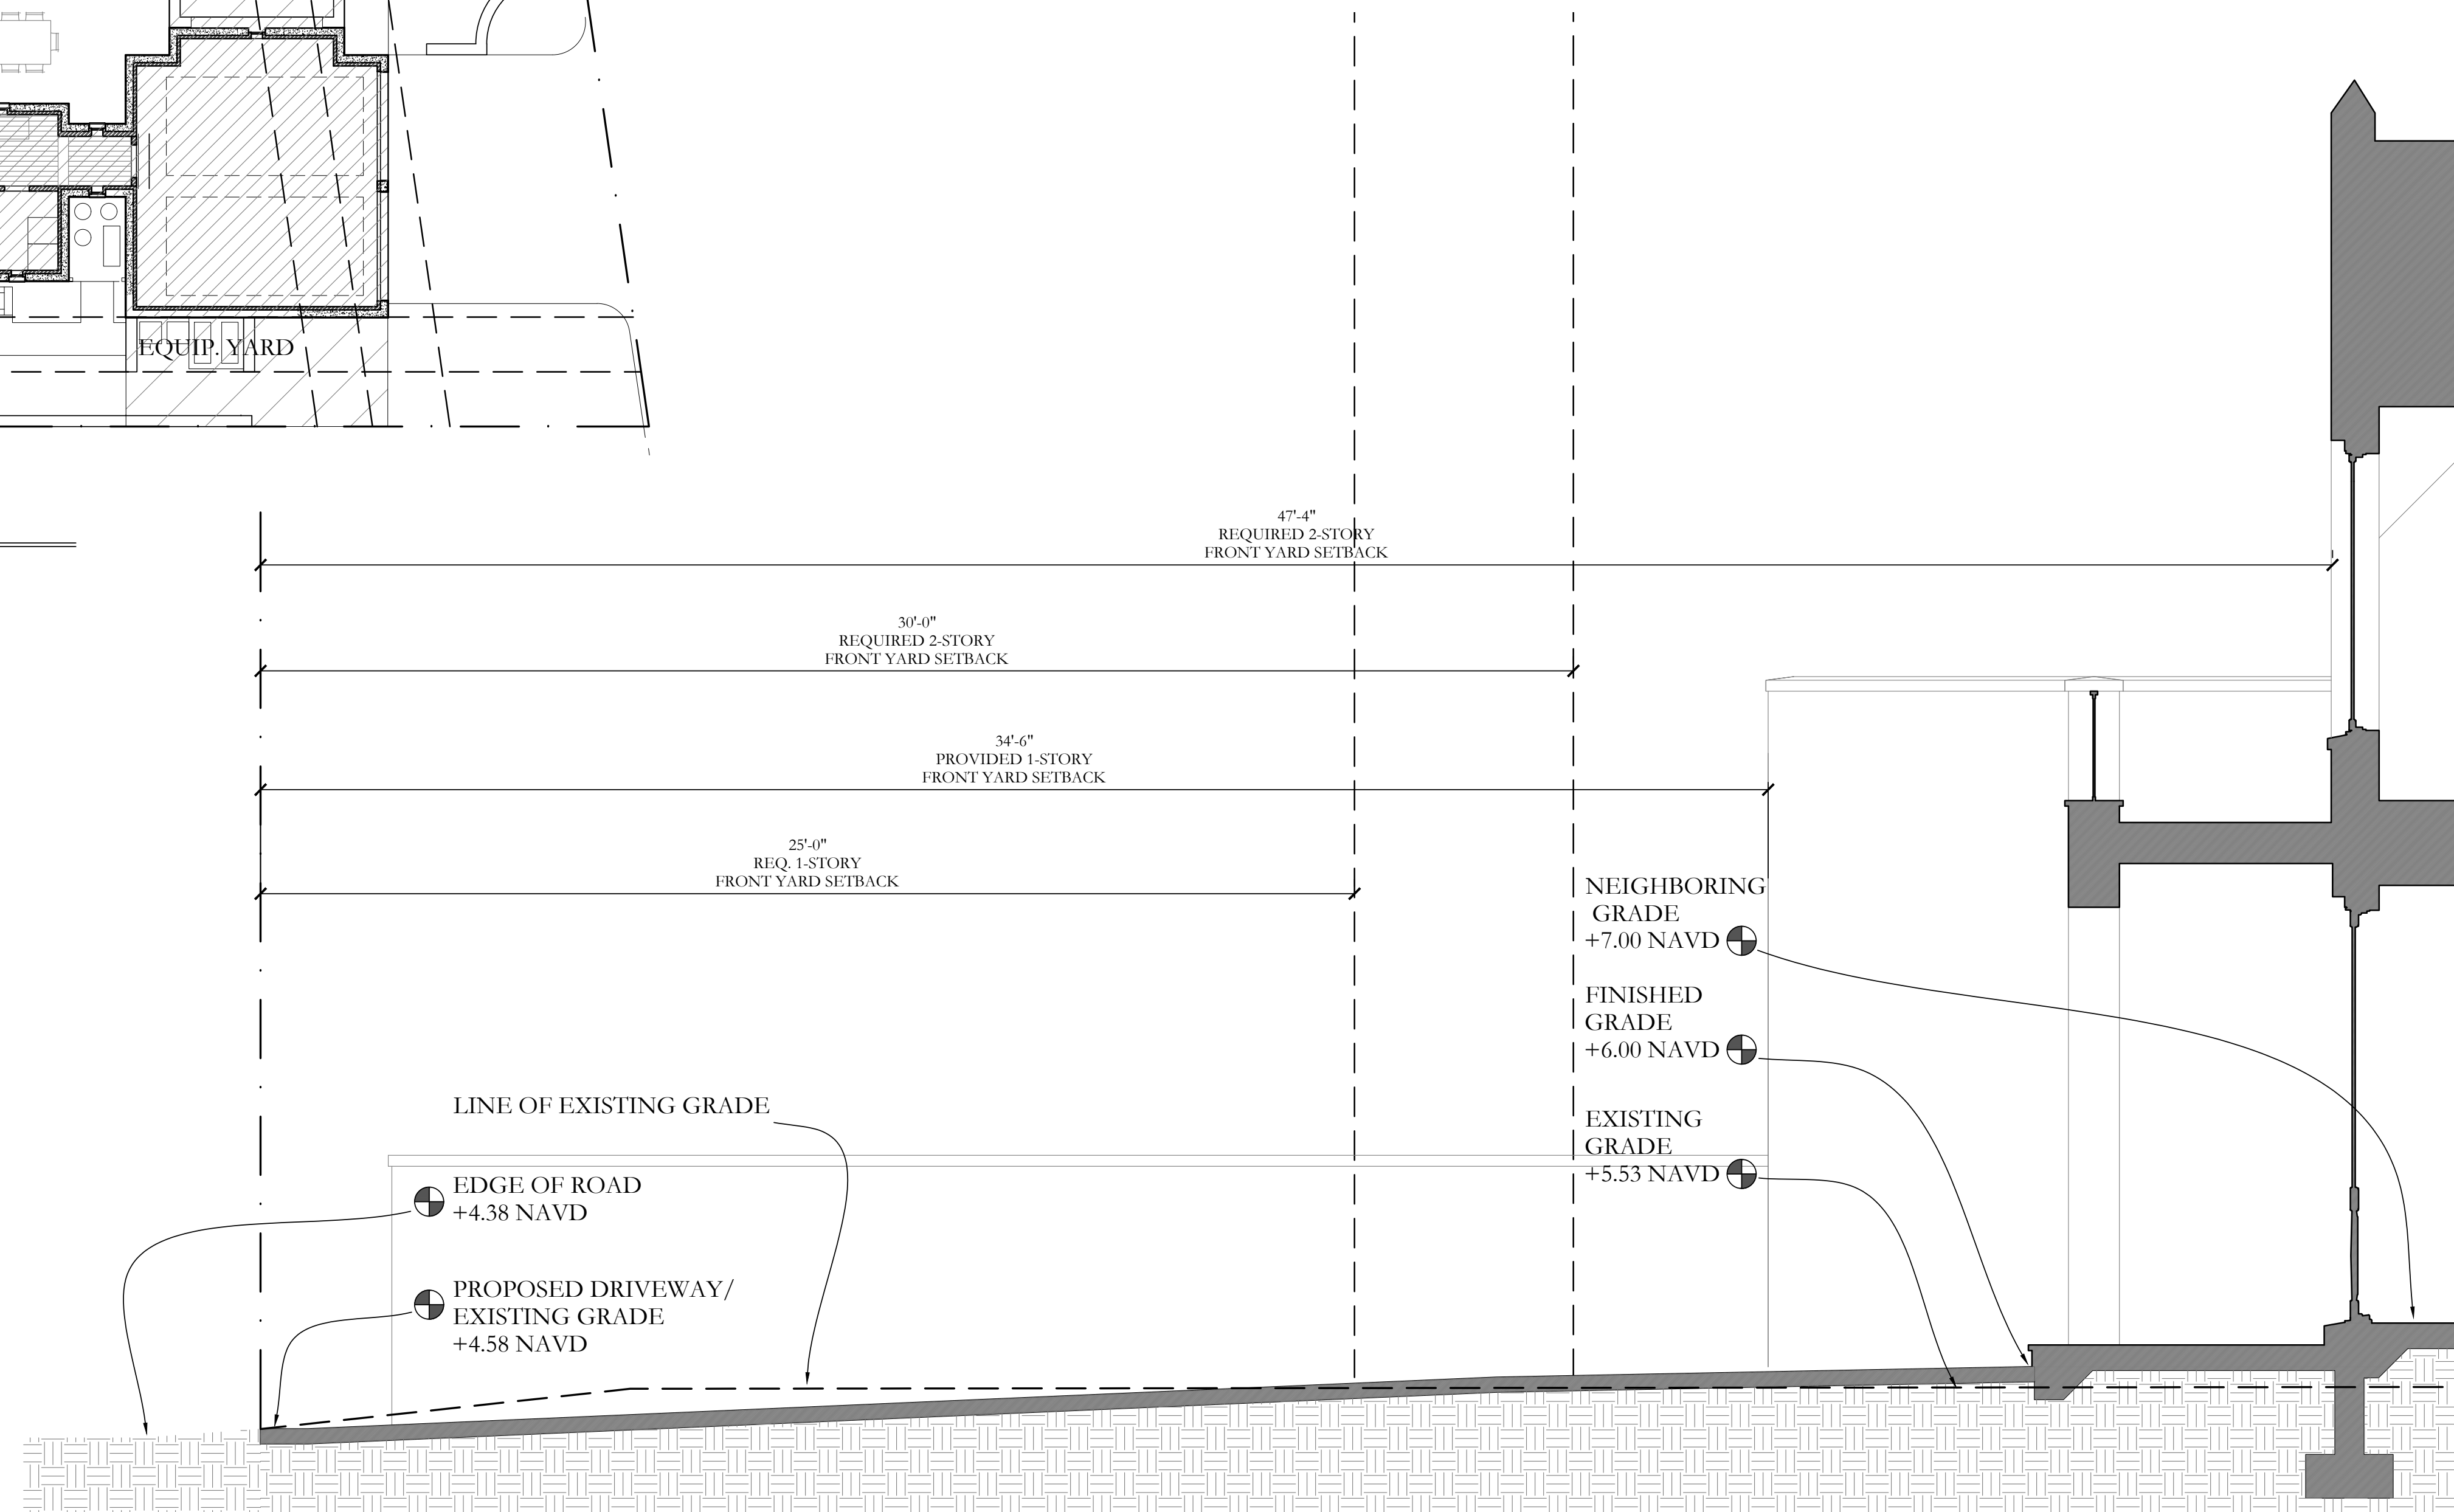 EQUIP. YARD
47'-4"
REQUIRED 2-STORY
FRONT YARD SETBACK
30'-0"
REQUIRED 2-STORY
FRONT YARD SETBACK
34'-6"
PROVIDED 1-STORY
FRONT YARD SETBACK
25'-0"
REQ. 1-STORY
FRONT YARD SETBACK
NEIGHBORING
GRADE
+7.00 NAVD
FINISHED
GRADE
+6.00 NAVD
EXISTING
GRADE
+5.53 NAVD
LINE OF EXISTING GRADE
EDGE OF ROAD
+4.38 NAVD
PROPOSED DRIVEWAY/
EXISTING GRADE
+4.58 NAVD